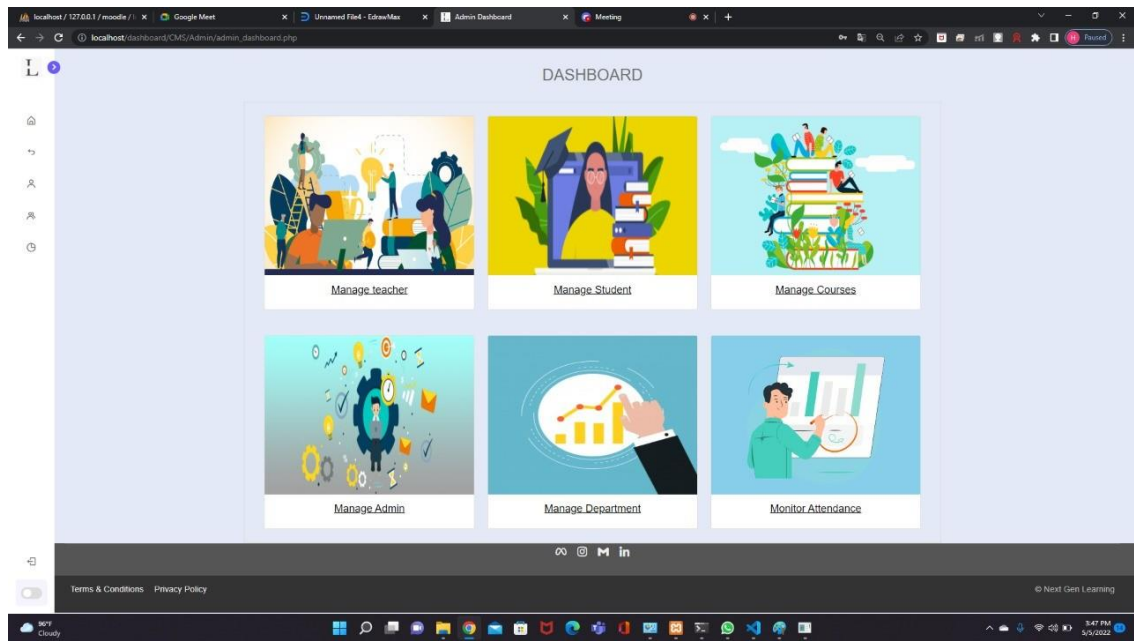 localhost / 127.0.0.1 / moodle / l
Google Meet
Unnamed File4 - EdrawMax
Admin Dashboard
Meeting
localhost/dashboard/CMS/Admin/admin_dashboard.php
Paused
L
DASHBOARD
Manage teacher
Manage Student
Manage Courses
Manage Admin
Manage Department
Monitor Attendance
Terms & Conditions Privacy Policy
© Next Gen Learning
96°F
Cloudy
3:47 PM
5/5/2022